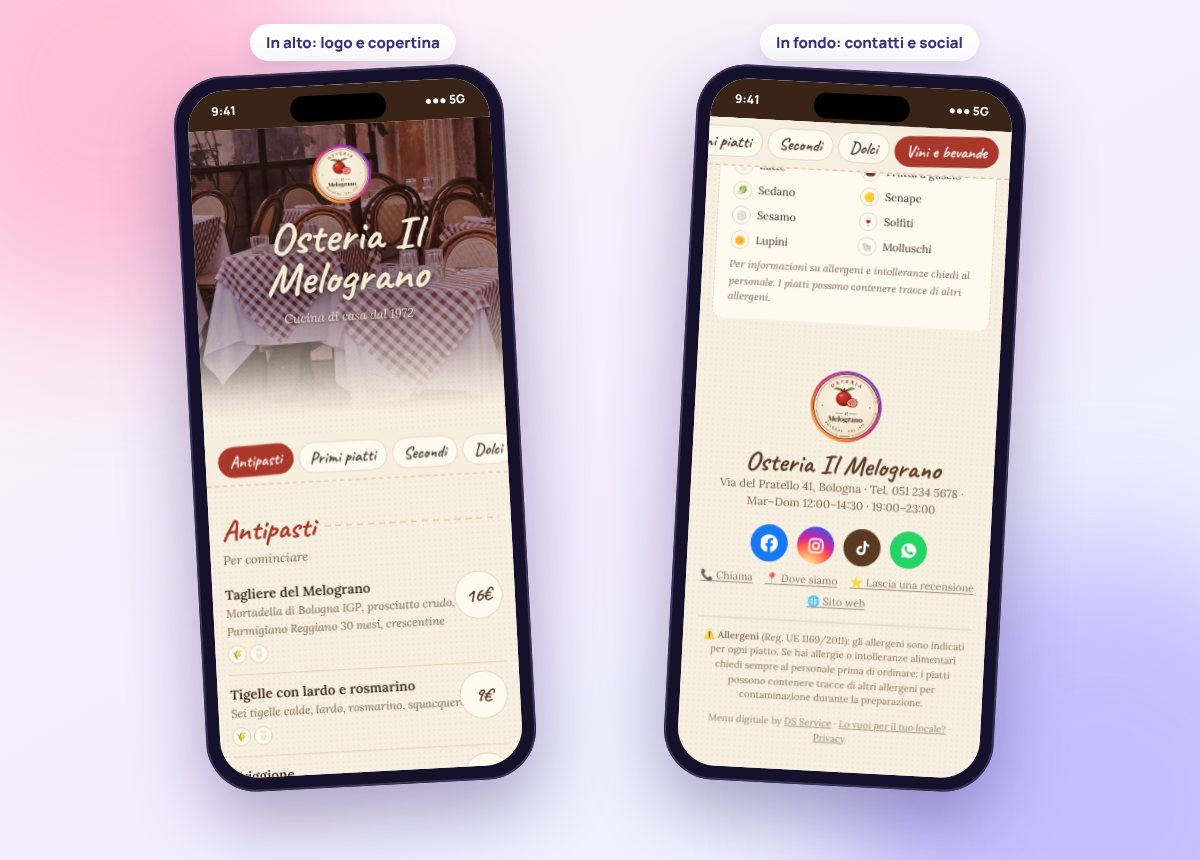 In alto: logo e copertina
In fondo: contatti e social
9:41
5G
OSTERIA
Il
Melograno
Osteria Il
Melograno
Cucina di casa dal 1972
Antipasti
Primi piatti
Secondi
Dolci
Antipasti
Per cominciare
Tagliere del Melograno
16€
Mortadella di Bologna IGP, prosciutto crudo,
Parmigiano Reggiano 30 mesi, crescentine
Tigelle con lardo e rosmarino
9€
Sei tigelle calde, lardo, rosmarino, squacquer
9:41
5G
piatti
Secondi
Dolci
Vini e bevande
Sedano
Senape
Sesamo
Solfiti
Lupini
Molluschi
Per informazioni su allergeni e intolleranze chiedi al
personale. I piatti possono contenere tracce di altri
allergeni.
OSTERIA
Il
Melograno
Osteria Il Melograno
Via del Pratello 41, Bologna · Tel. 051 234 5678 ·
Mar–Dom 12:00–14:30 · 19:00–23:00
Chiama
Dove siamo
Lascia una recensione
Sito web
Allergeni (Reg. UE 1169/2011): gli allergeni sono indicati
per ogni piatto. Se hai allergie o intolleranze alimentari
chiedi sempre al personale prima di ordinare: i piatti
possono contenere tracce di altri allergeni per
contaminazione durante la preparazione.
Menu digitale by DS Service · Lo vuoi per il tuo locale? ·
Privacy